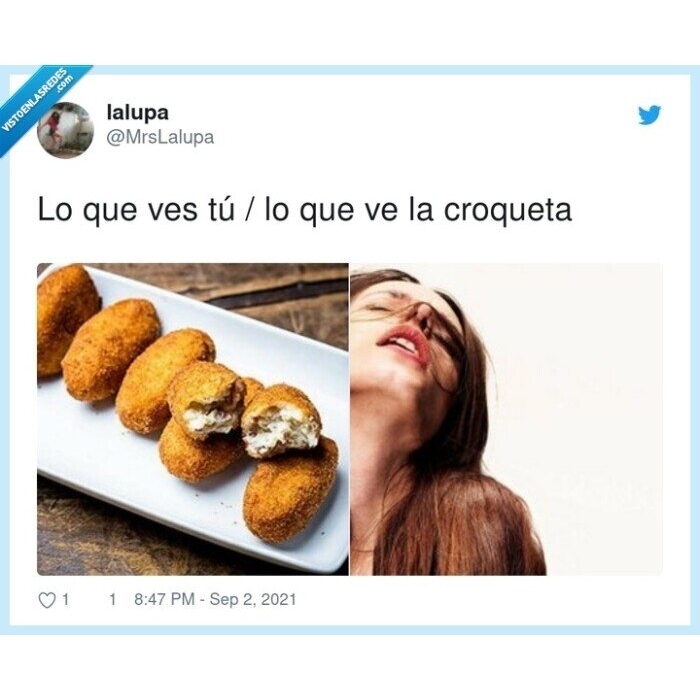 VISTOENLASREDES
.com
lalupa
@MrsLalupa
Lo que ves tú / lo que ve la croqueta
1 1 8:47 PM - Sep 2, 2021